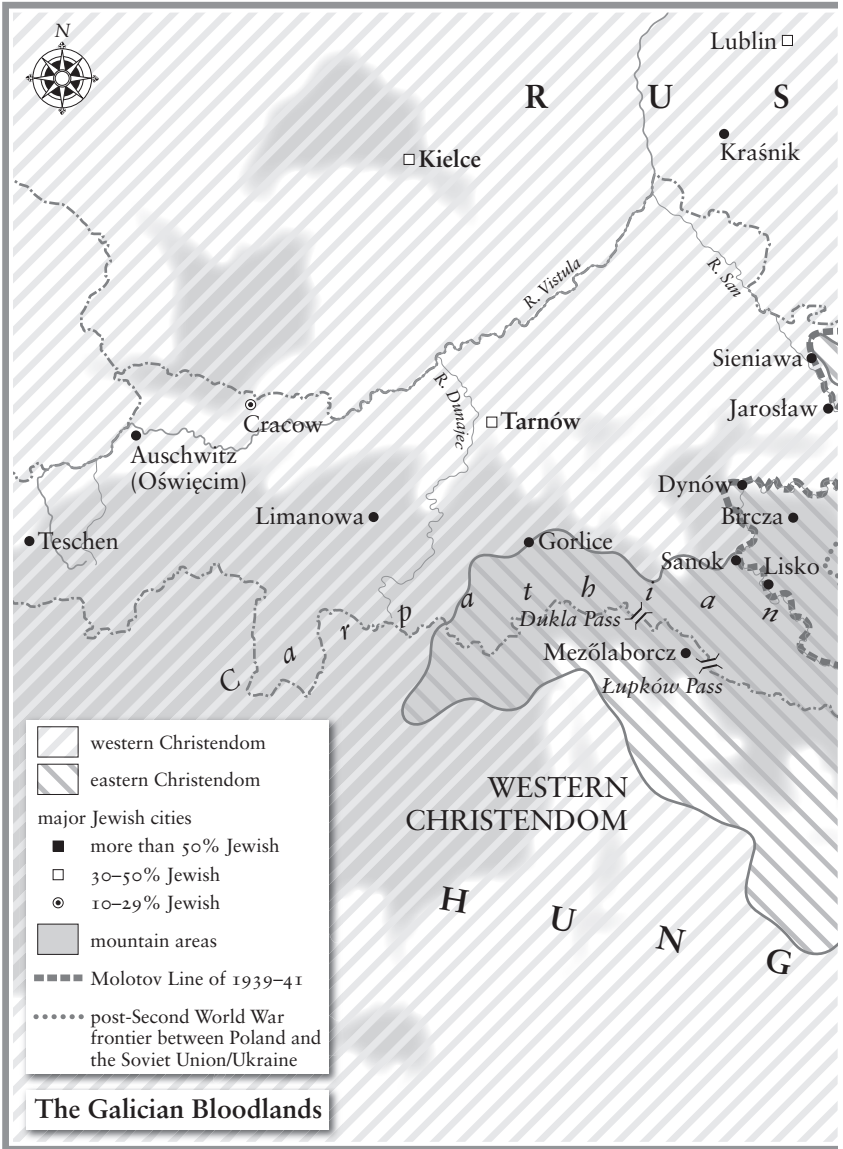 N
Lublin
R U S
Kraśnik
Kielce
R. Vistula
R. San
Sieniawa
Jarosław
R. Dunajec
Tarnów
Cracow
Auschwitz
(Oświęcim)
Dynów
Bircza
Limanowa
Teschen
Gorlice
Sanok
Lisko
C a r p a t h i a n
Dukla Pass
Mezőlaborcz
Łupków Pass
WESTERN
CHRISTENDOM
H U N G
western Christendom
eastern Christendom
major Jewish cities
more than 50% Jewish
30–50% Jewish
10–29% Jewish
mountain areas
Molotov Line of 1939–41
post-Second World War
frontier between Poland and
the Soviet Union/Ukraine
The Galician Bloodlands